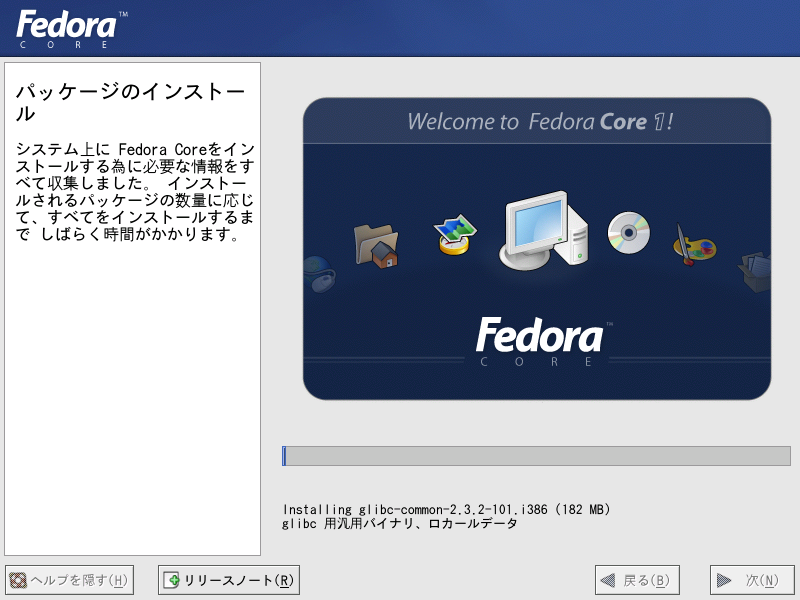 Fedora™
CORE
パッケージのインストー
ル
システム上に Fedora Coreをイン
ストールする為に必要な情報をす
べて収集しました。 インストー
ルされるパッケージの数量に応じ
て、すべてをインストールするま
で しばらく時間がかかります。
Welcome to Fedora Core 1!
Fedora™
CORE
Installing glibc-common-2.3.2-101.i386 (182 MB)
glibc 用汎用バイナリ、ロカールデータ
ヘルプを隠す(H)
リリースノート(R)
戻る(B)
次(N)